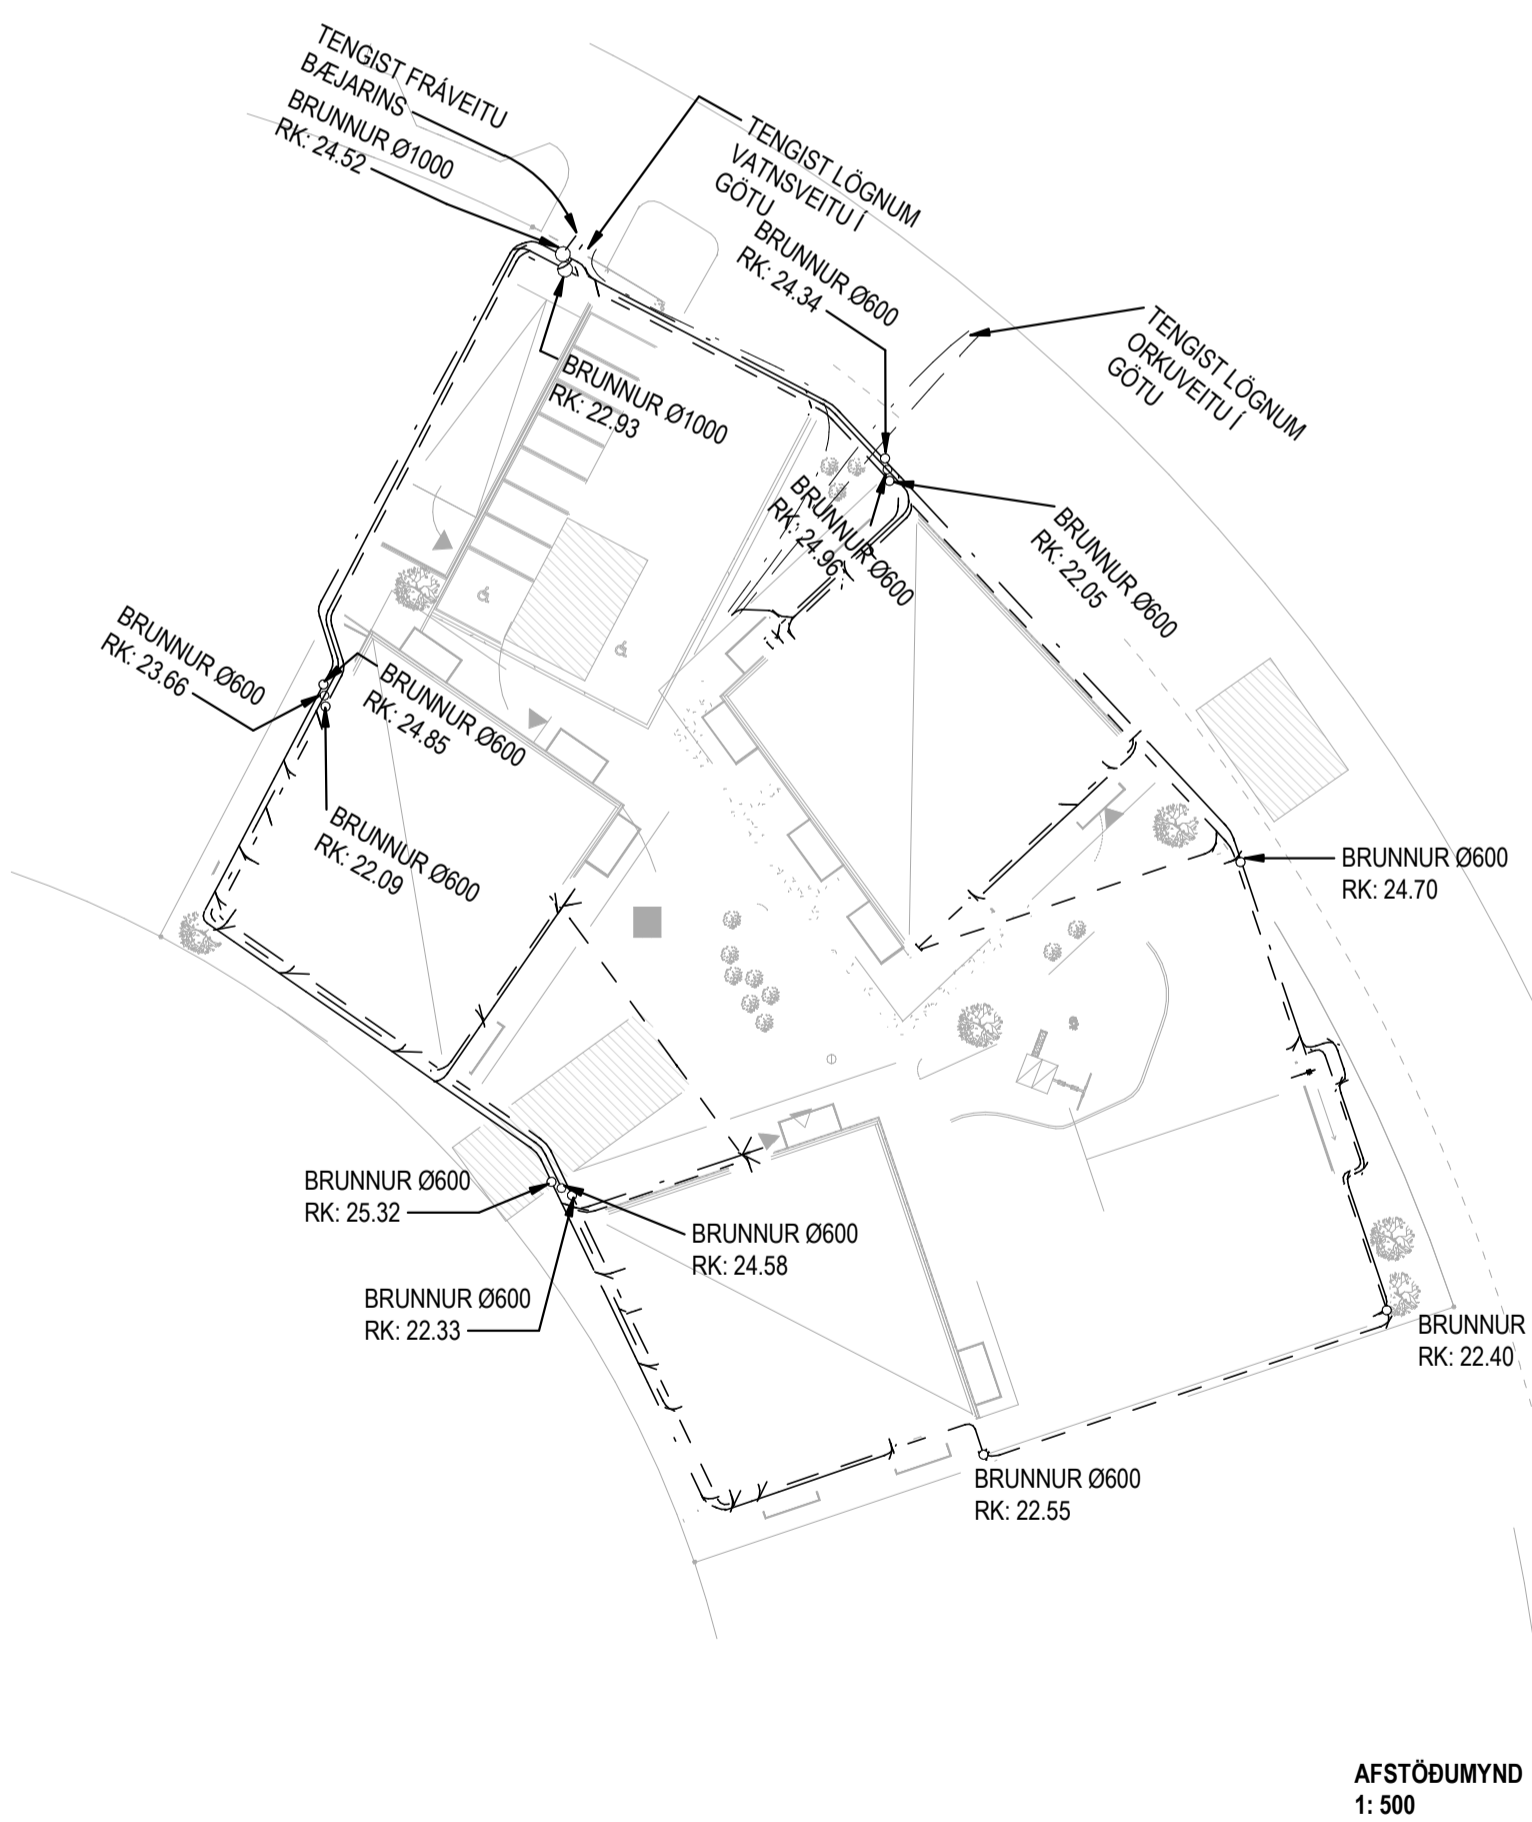 TENGIST FRÁVEITU
BÆJARINS
BRUNNUR Ø1000
RK: 24.52
TENGIST LÖGNUM
VATNSVEITU Í
GÖTU
BRUNNUR Ø600
RK: 24.34
TENGIST LÖGNUM
ORKUVEITU Í
GÖTU
BRUNNUR Ø1000
RK: 22.93
BRUNNUR Ø600
RK: 24.96
BRUNNUR Ø600
RK: 22.05
BRUNNUR Ø600
RK: 23.66
BRUNNUR Ø600
RK: 24.85
BRUNNUR Ø600
RK: 22.09
BRUNNUR Ø600
RK: 24.70
BRUNNUR Ø600
RK: 25.32
BRUNNUR Ø600
RK: 24.58
BRUNNUR Ø600
RK: 22.33
BRUNNUR
RK: 22.40
BRUNNUR Ø600
RK: 22.55
AFSTÖÐUMYND
1: 500